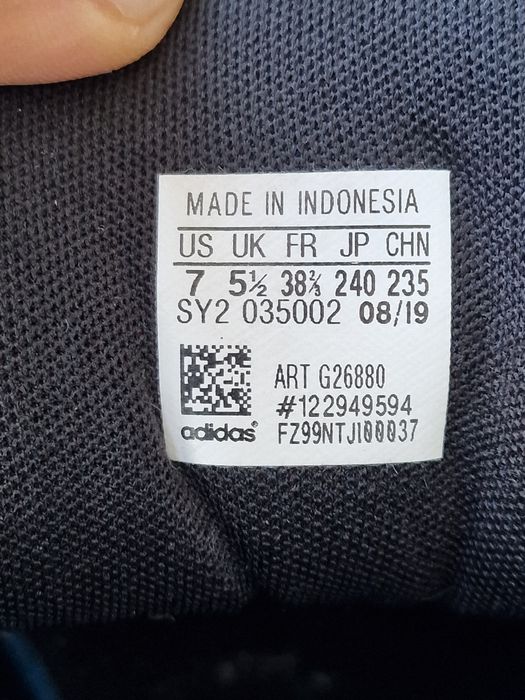 MADE IN INDONESIA
US UK FR JP CHN
7 5½ 38⅔ 240 235
SY2 035002 08/19
ART G26880
#122949594
adidas FZ99NTJI00037